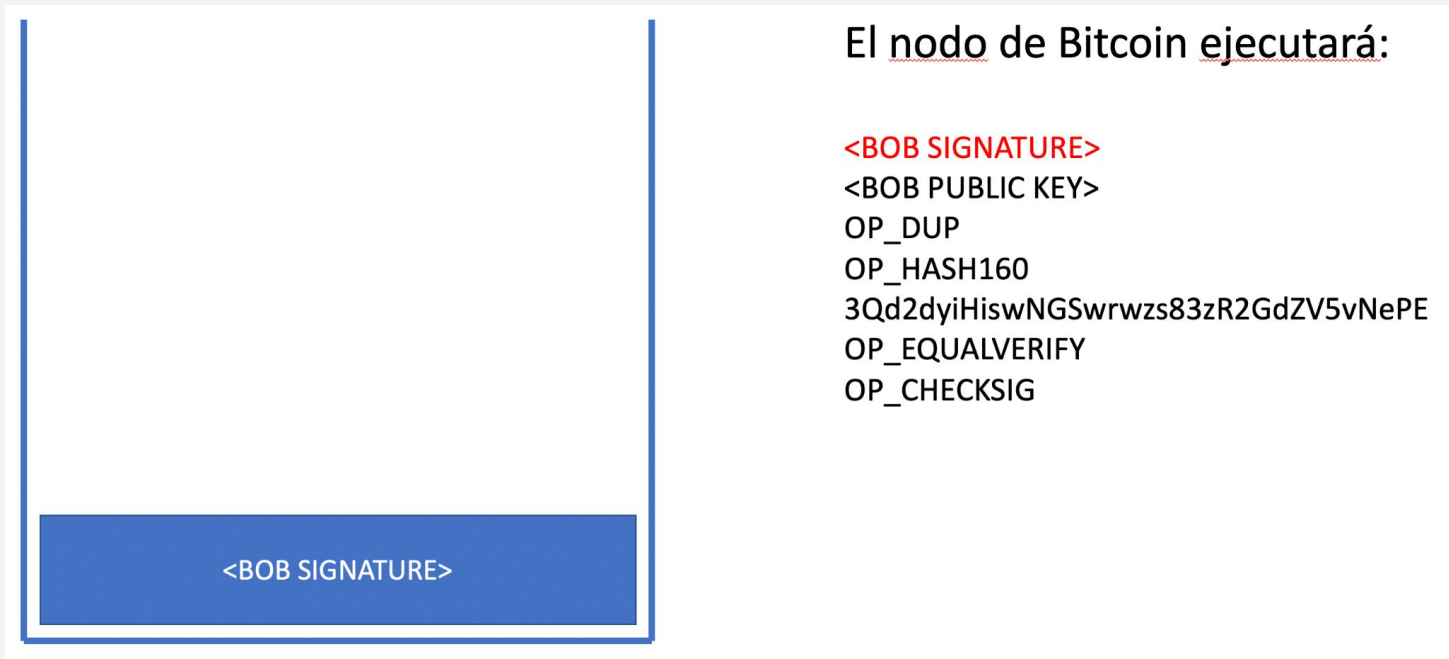 El nodo de Bitcoin ejecutará:
<BOB SIGNATURE>
<BOB PUBLIC KEY>
OP_DUP
OP_HASH160
3Qd2dyiHiswNGSwrwzs83zR2GdZV5vNePE
OP_EQUALVERIFY
OP_CHECKSIG
<BOB SIGNATURE>